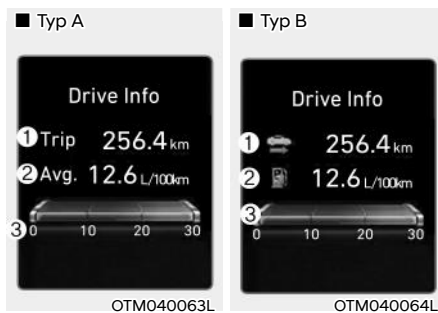 ■ Typ A
Drive Info
1 Trip 256.4 km
2 Avg. 12.6 L/100km
3
0 10 20 30
OTM040063L
■ Typ B
Drive Info
1 256.4 km
2 12.6 L/100km
3
0 10 20 30
OTM040064L